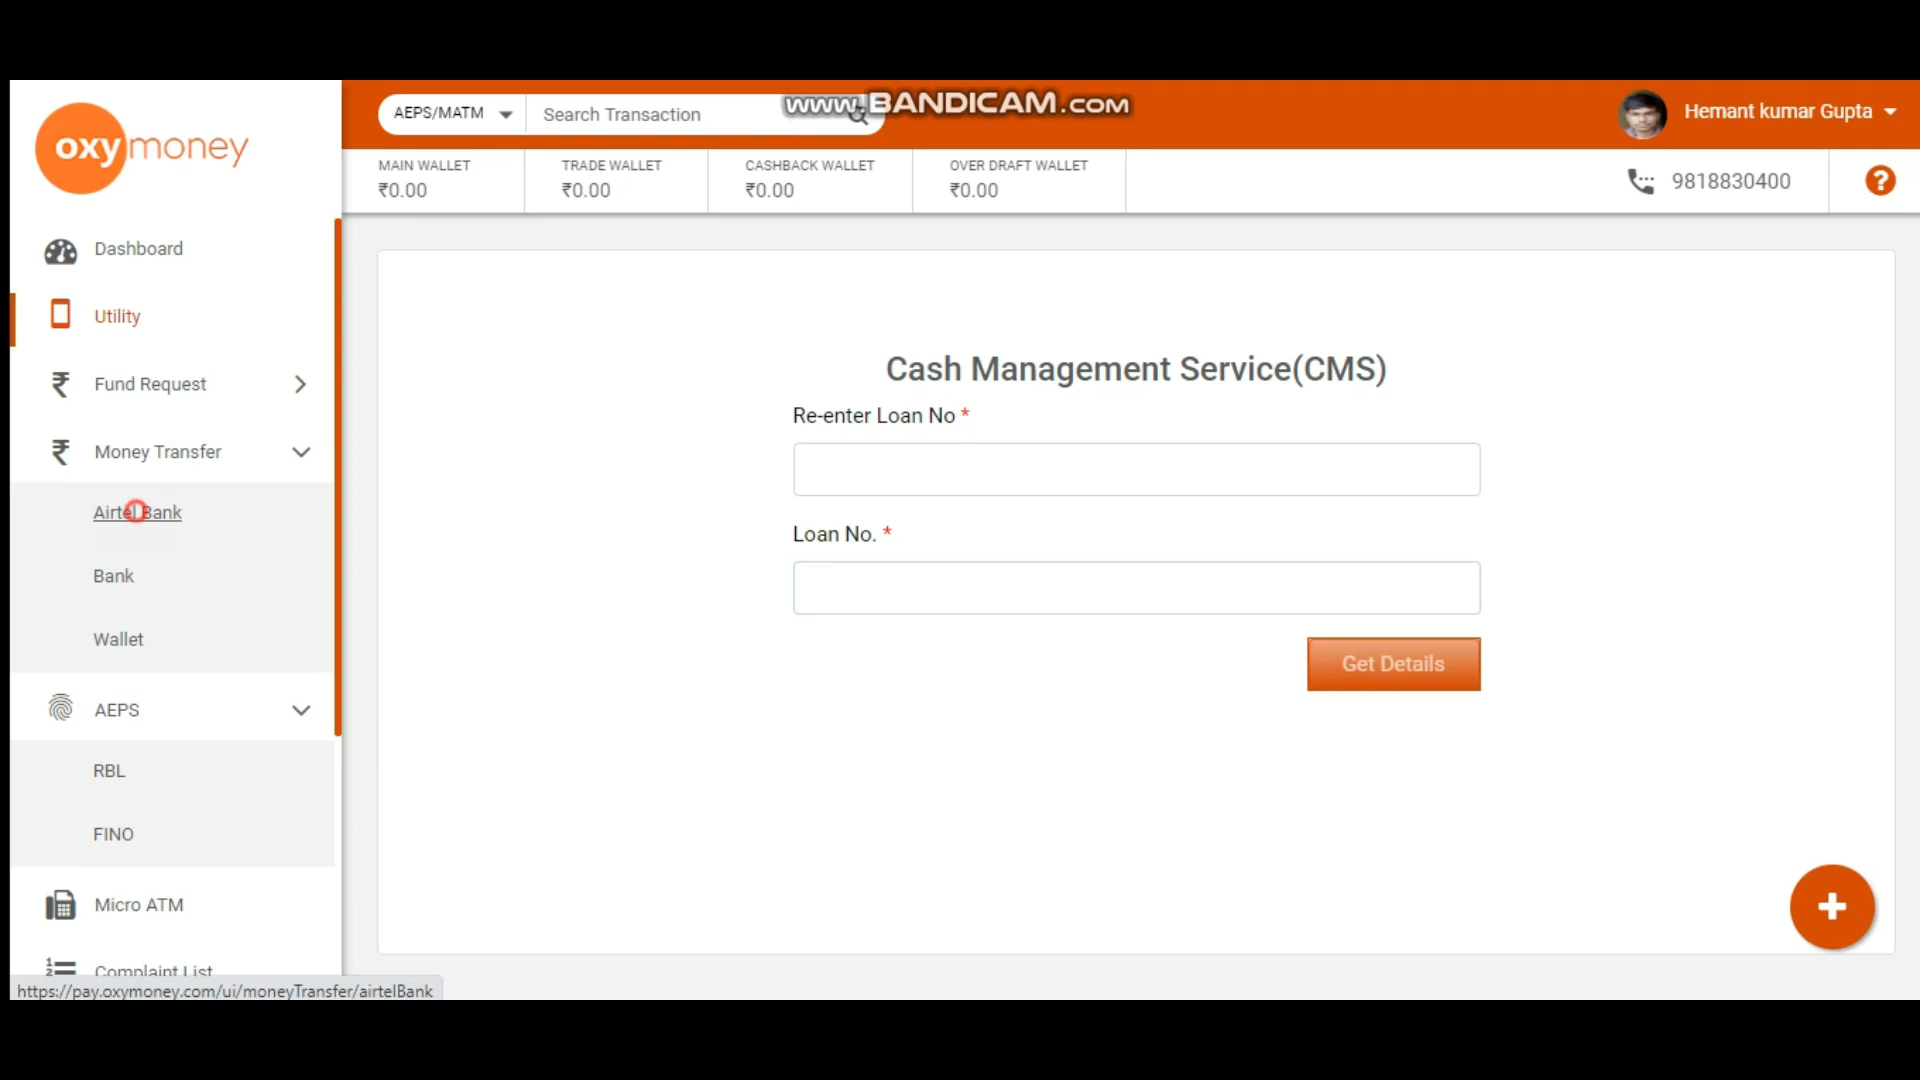 oxymoney
AEPS/MATM
Search Transaction
www.BANDICAM.com
Hemant kumar Gupta
MAIN WALLET
₹0.00
TRADE WALLET
₹0.00
CASHBACK WALLET
₹0.00
OVER DRAFT WALLET
₹0.00
9818830400
?
Dashboard
Utility
Fund Request
Money Transfer
Airtel Bank
Bank
Wallet
AEPS
RBL
FINO
Micro ATM
Complaint List
Cash Management Service(CMS)
Re-enter Loan No *
Loan No. *
Get Details
https://pay.oxymoney.com/ui/moneyTransfer/airtelBank